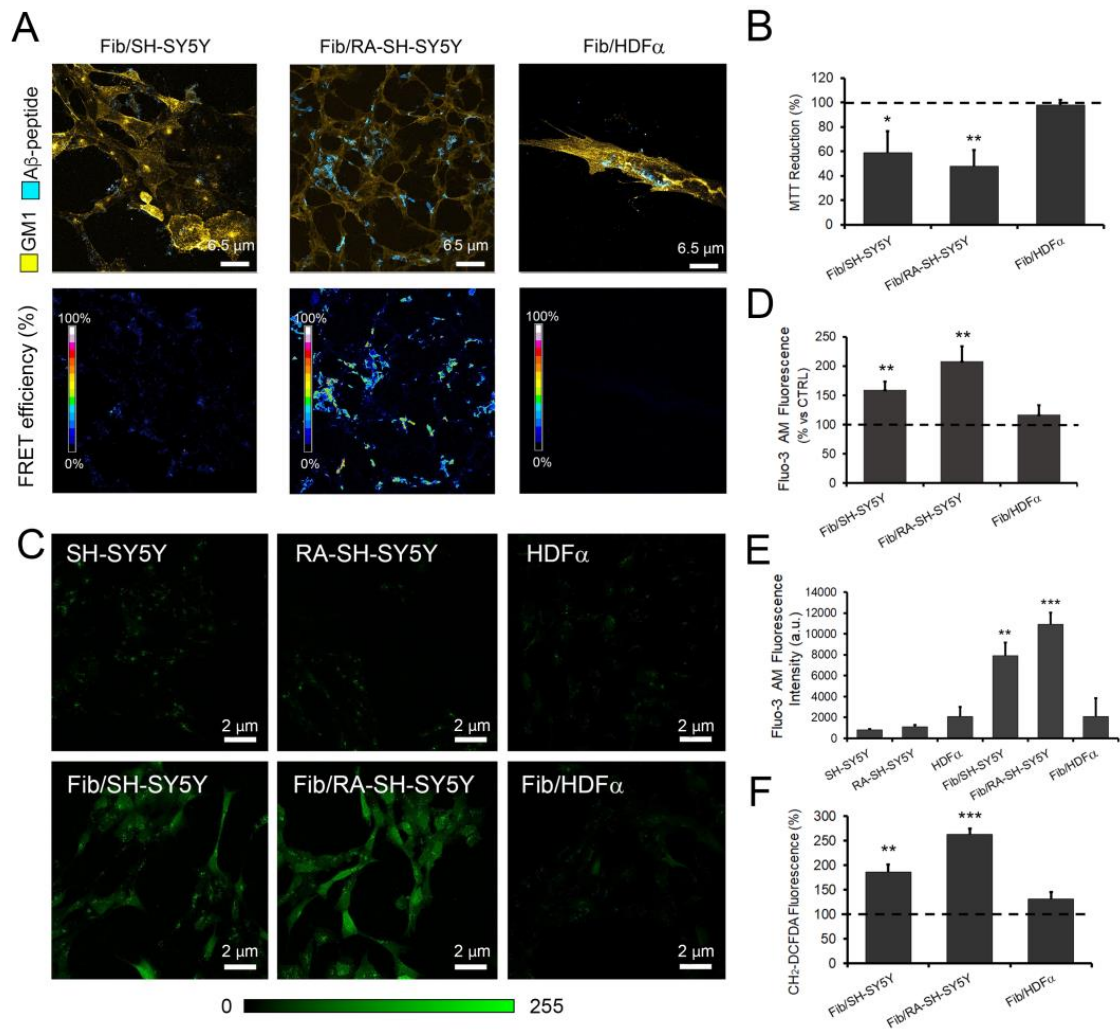 A
Fib/SH-SY5Y
Fib/RA-SH-SY5Y
Fib/HDFα
GM1
Aβ-peptide
6.5 μm
65 μm
6.5 μm
FRET efficiency (%)
100%
0%
100%
0%
100%
0%
B
MTT Reduction (%)
120
100
80
60
40
20
0
*
**
Fib/SH-SY5Y
Fib/RA-SH-SY5Y
Fib/HDFα
C
SH-SY5Y
RA-SH-SY5Y
HDFα
2 μm
2 μm
2 μm
Fib/SH-SY5Y
Fib/RA-SH-SY5Y
Fib/HDFα
2 μm
2 μm
2 μm
0
255
D
Fluo-3 AM Fluorescence
(% vs CTRL)
250
200
150
100
50
0
**
**
Fib/SH-SY5Y
Fib/RA-SH-SY5Y
Fib/HDFα
E
Fluo-3 AM Fluorescence
Intensity (a.u.)
14000
12000
10000
8000
6000
4000
2000
0
**
***
SH-SY5Y
RA-SH-SY5Y
HDFα
Fib/SH-SY5Y
Fib/RA-SH-SY5Y
Fib/HDFα
F
CH2-DCFDA Fluorescence (%)
300
250
200
150
100
50
0
**
***
Fib/SH-SY5Y
Fib/RA-SH-SY5Y
Fib/HDFα